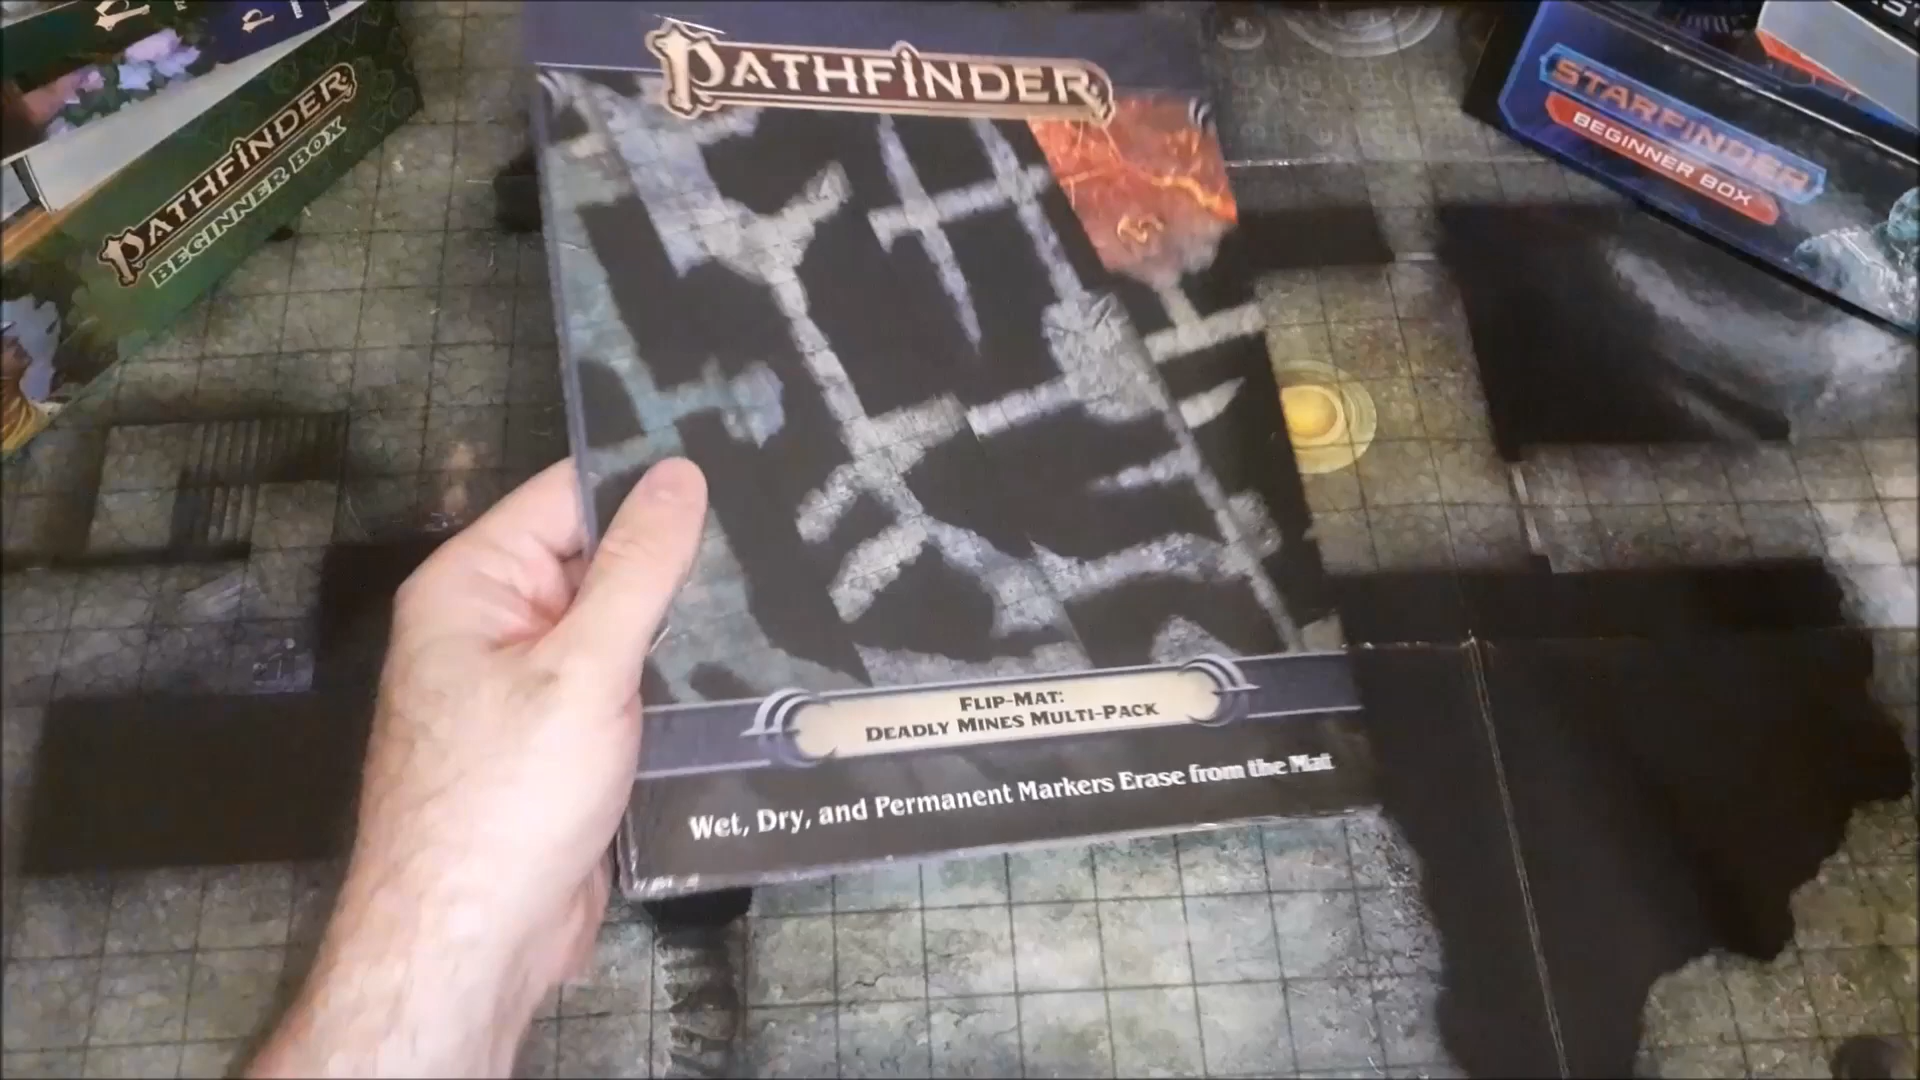 PATHFINDER
BEGINNER BOX
PATHFINDER
STARFINDER
BEGINNER BOX
FLIP-MAT:
DEADLY MINES MULTI-PACK
Wet, Dry, and Permanent Markers Erase from the Mat